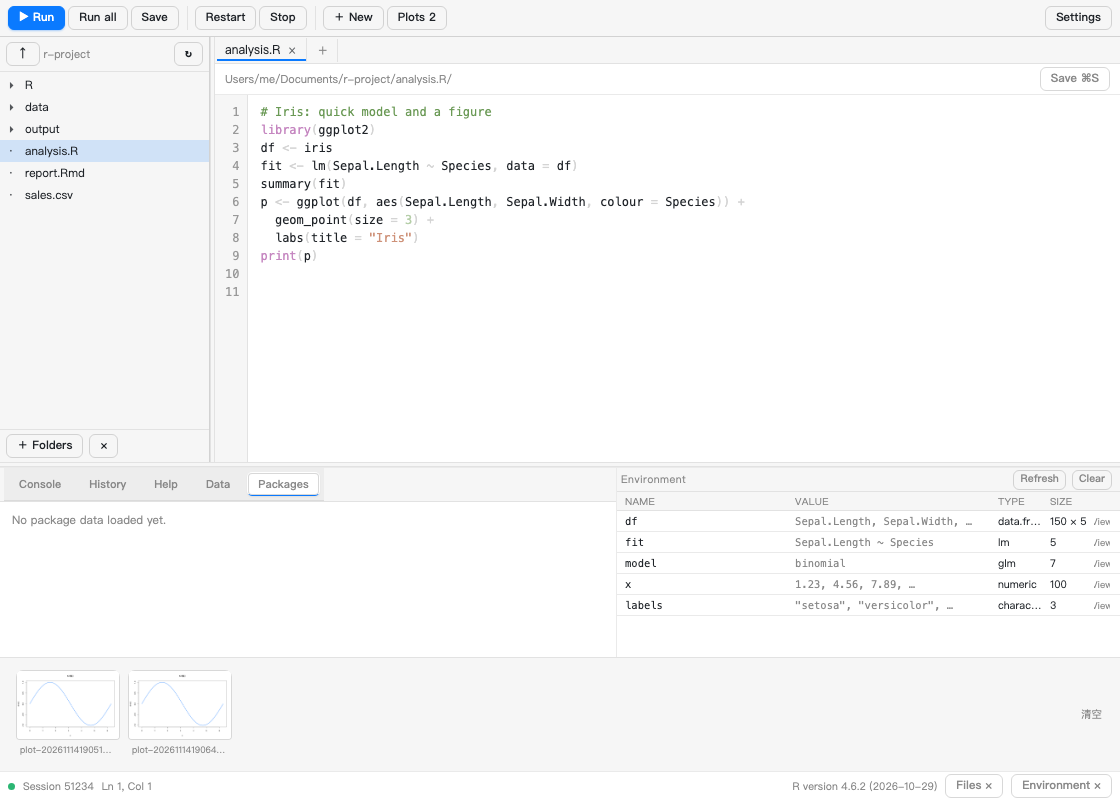 ▶ Run Run all Save Restart Stop + New Plots 2 Settings
↑ r-project ↻
R
data
output
analysis.R
report.Rmd
sales.csv
+ Folders ×
analysis.R × +
Users/me/Documents/r-project/analysis.R/ Save ⌘S
1 # Iris: quick model and a figure
2 library(ggplot2)
3 df <- iris
4 fit <- lm(Sepal.Length ~ Species, data = df)
5 summary(fit)
6 p <- ggplot(df, aes(Sepal.Length, Sepal.Width, colour = Species)) +
7 geom_point(size = 3) +
8 labs(title = "Iris")
9 print(p)
10
11
Console History Help Data Packages
No package data loaded yet.
Environment Refresh Clear
NAME VALUE TYPE SIZE
df Sepal.Length, Sepal.Width, … data.fr… 150 × 5
fit Sepal.Length ~ Species lm 5
model binomial glm 7
x 1.23, 4.56, 7.89, … numeric 100
labels "setosa", "versicolor", … charac… 3
plot-2026111419051… plot-2026111419064…
清空
Session 51234 Ln 1, Col 1 R version 4.6.2 (2026-10-29) Files × Environment ×